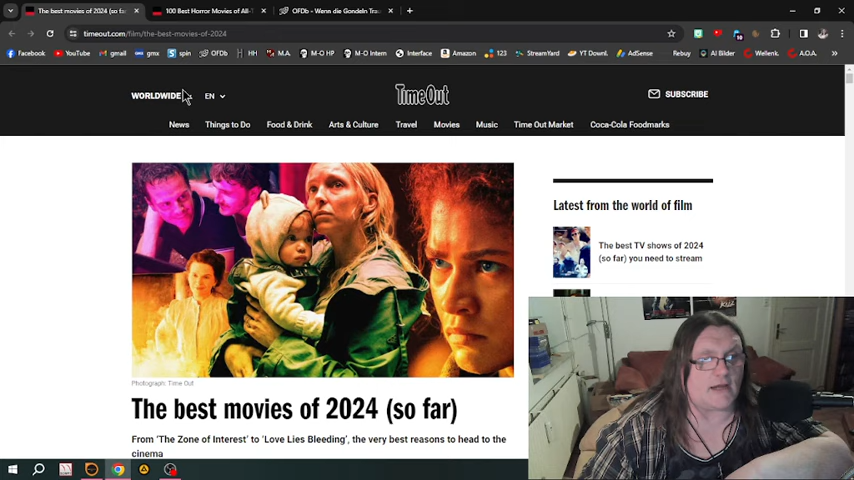 The best movies of 2024 (so far
100 Best Horror Movies of All-T
OFDb - Wenn die Gondeln Trau
timeout.com/film/the-best-movies-of-2024
Facebook
YouTube
gmail
gmx
spin
OFDb
HH
M.A.
M-O HP
M-O Intern
Interface
Amazon
123
StreamYard
YT Downl.
AdSense
Rebuy
AI Bilder
Wellenk.
A.O.A.
WORLDWIDE
EN
TimeOut
SUBSCRIBE
News
Things to Do
Food & Drink
Arts & Culture
Travel
Movies
Music
Time Out Market
Coca-Cola Foodmarks
Latest from the world of film
The best TV shows of 2024
(so far) you need to stream
Photograph: Time Out
The best movies of 2024 (so far)
From ‘The Zone of Interest’ to ‘Love Lies Bleeding’, the very best reasons to head to the
cinema